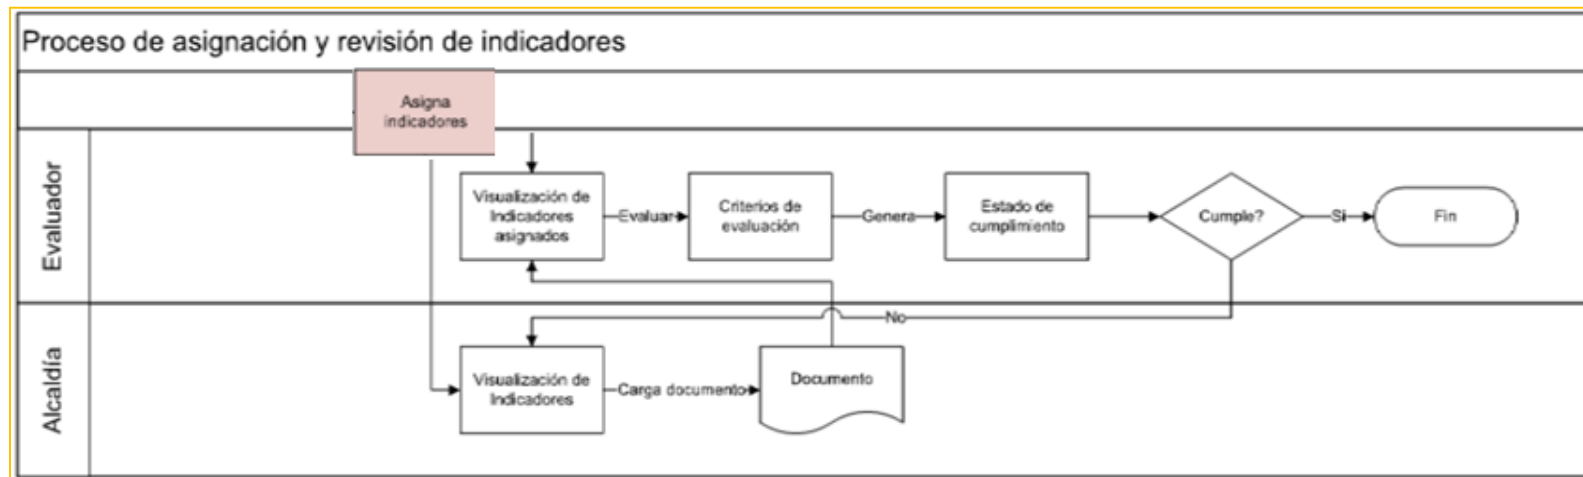 Proceso de asignación y revisión de indicadores
Asigna
indicadores
Evaluador
Visualización de
Indicadores
asignados
Evaluar
Criterios de
evaluación
Genera
Estado de
cumplimiento
Cumple?
Si
Fin
No
Alcaldía
Visualización de
Indicadores
Carga documento
Documento